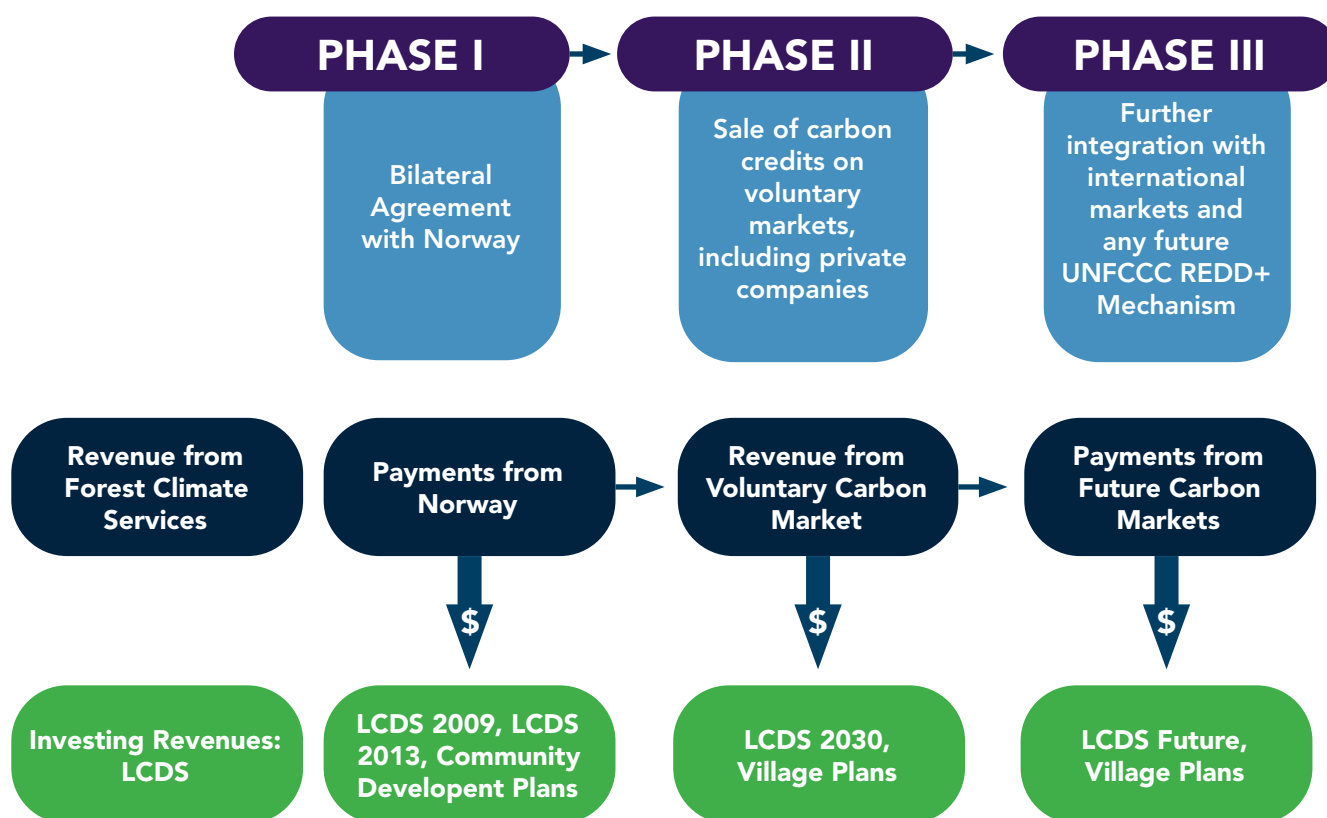 PHASE I
PHASE II
PHASE III
Bilateral
Agreement
with Norway
Sale of carbon
credits on
voluntary
markets,
including private
companies
Further
integration with
international
markets and
any future
UNFCCC REDD+
Mechanism
Revenue from
Forest Climate
Services
Payments from
Norway
Revenue from
Voluntary Carbon
Market
Payments from
Future Carbon
Markets
$
$
$
Investing Revenues:
LCDS
LCDS 2009, LCDS
2013, Community
Developent Plans
LCDS 2030,
Village Plans
LCDS Future,
Village Plans